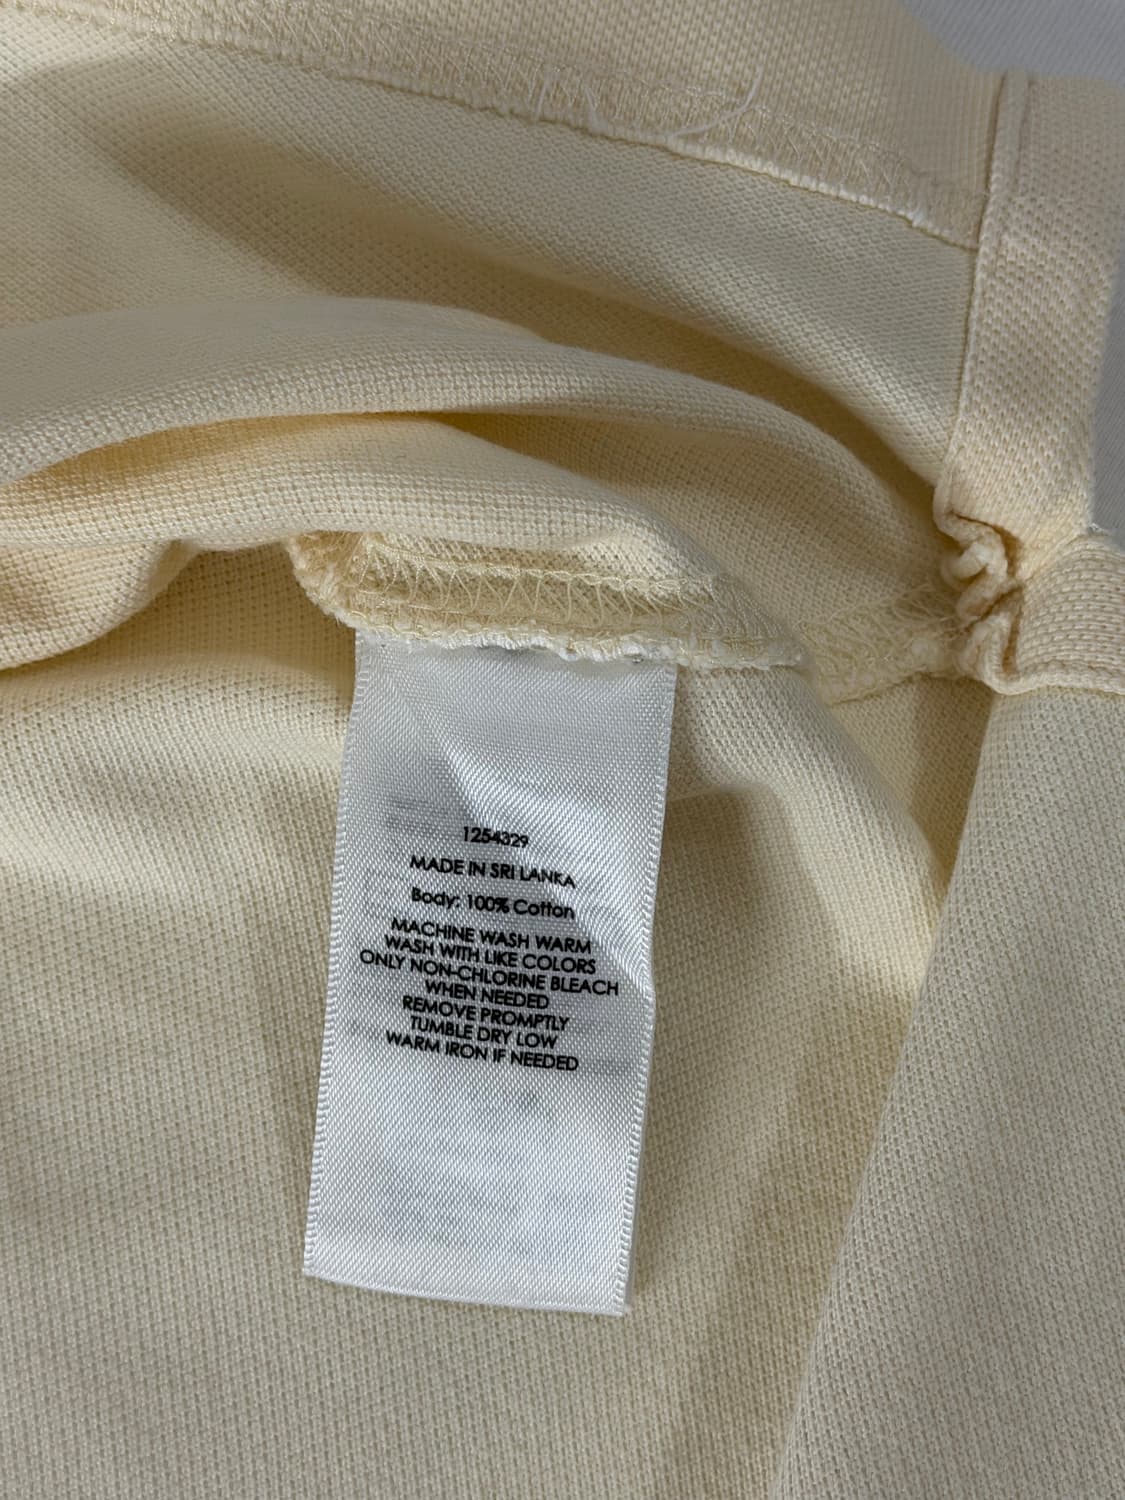 1254329
MADE IN SRI LANKA
Body: 100% Cotton
MACHINE WASH WARM
WASH WITH LIKE COLORS
ONLY NON-CHLORINE BLEACH
WHEN NEEDED
REMOVE PROMPTLY
TUMBLE DRY LOW
WARM IRON IF NEEDED